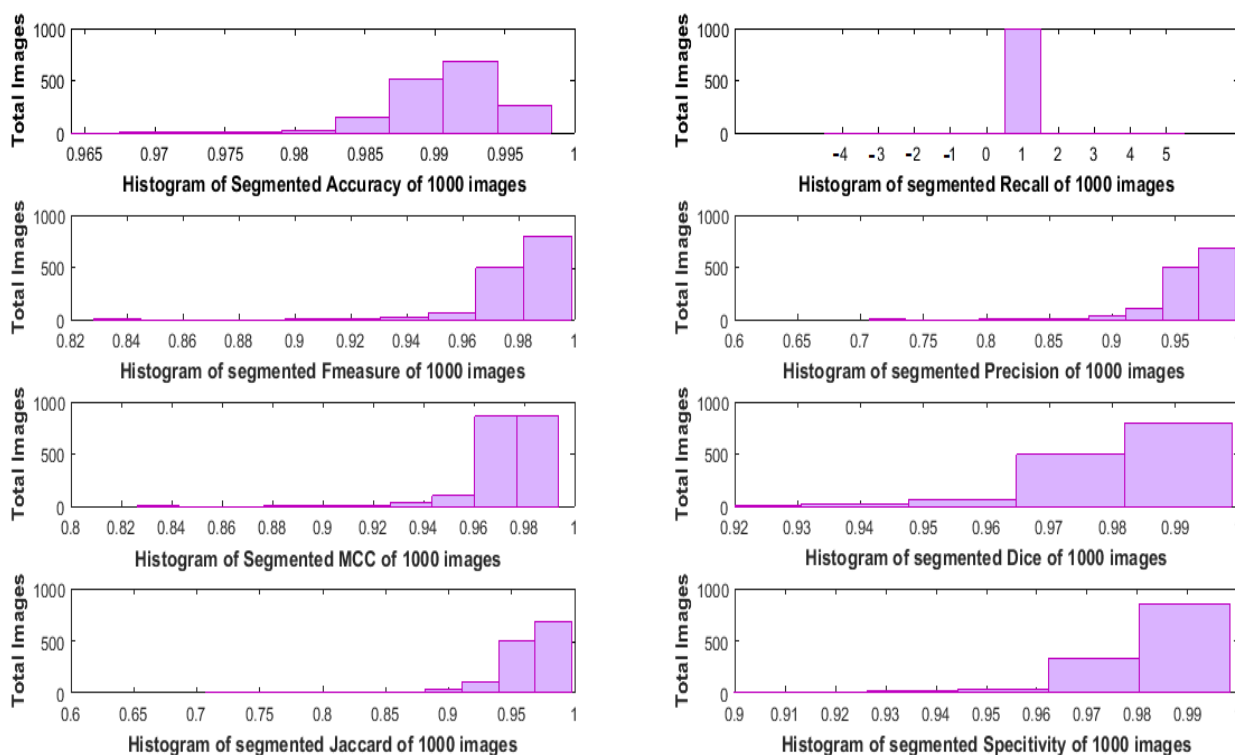 Total Images
1000
500
0
0.965 0.97 0.975 0.98 0.985 0.99 0.995 1
Histogram of Segmented Accuracy of 1000 images
Total Images
1000
500
0
-4 -3 -2 -1 0 1 2 3 4 5
Histogram of segmented Recall of 1000 images
Total Images
1000
500
0
0.82 0.84 0.86 0.88 0.9 0.92 0.94 0.96 0.98 1
Histogram of segmented Fmeasure of 1000 images
Total Images
1000
500
0
0.6 0.65 0.7 0.75 0.8 0.85 0.9 0.95
Histogram of segmented Precision of 1000 images
Total Images
1000
500
0
0.8 0.82 0.84 0.86 0.88 0.9 0.92 0.94 0.96 0.98 1
Histogram of Segmented MCC of 1000 images
Total Images
1000
500
0
0.92 0.93 0.94 0.95 0.96 0.97 0.98 0.99
Histogram of segmented Dice of 1000 images
Total Images
1000
500
0
0.6 0.65 0.7 0.75 0.8 0.85 0.9 0.95 1
Histogram of segmented Jaccard of 1000 images
Total Images
1000
500
0
0.9 0.91 0.92 0.93 0.94 0.95 0.96 0.97 0.98 0.99
Histogram of segmented Specitivity of 1000 images